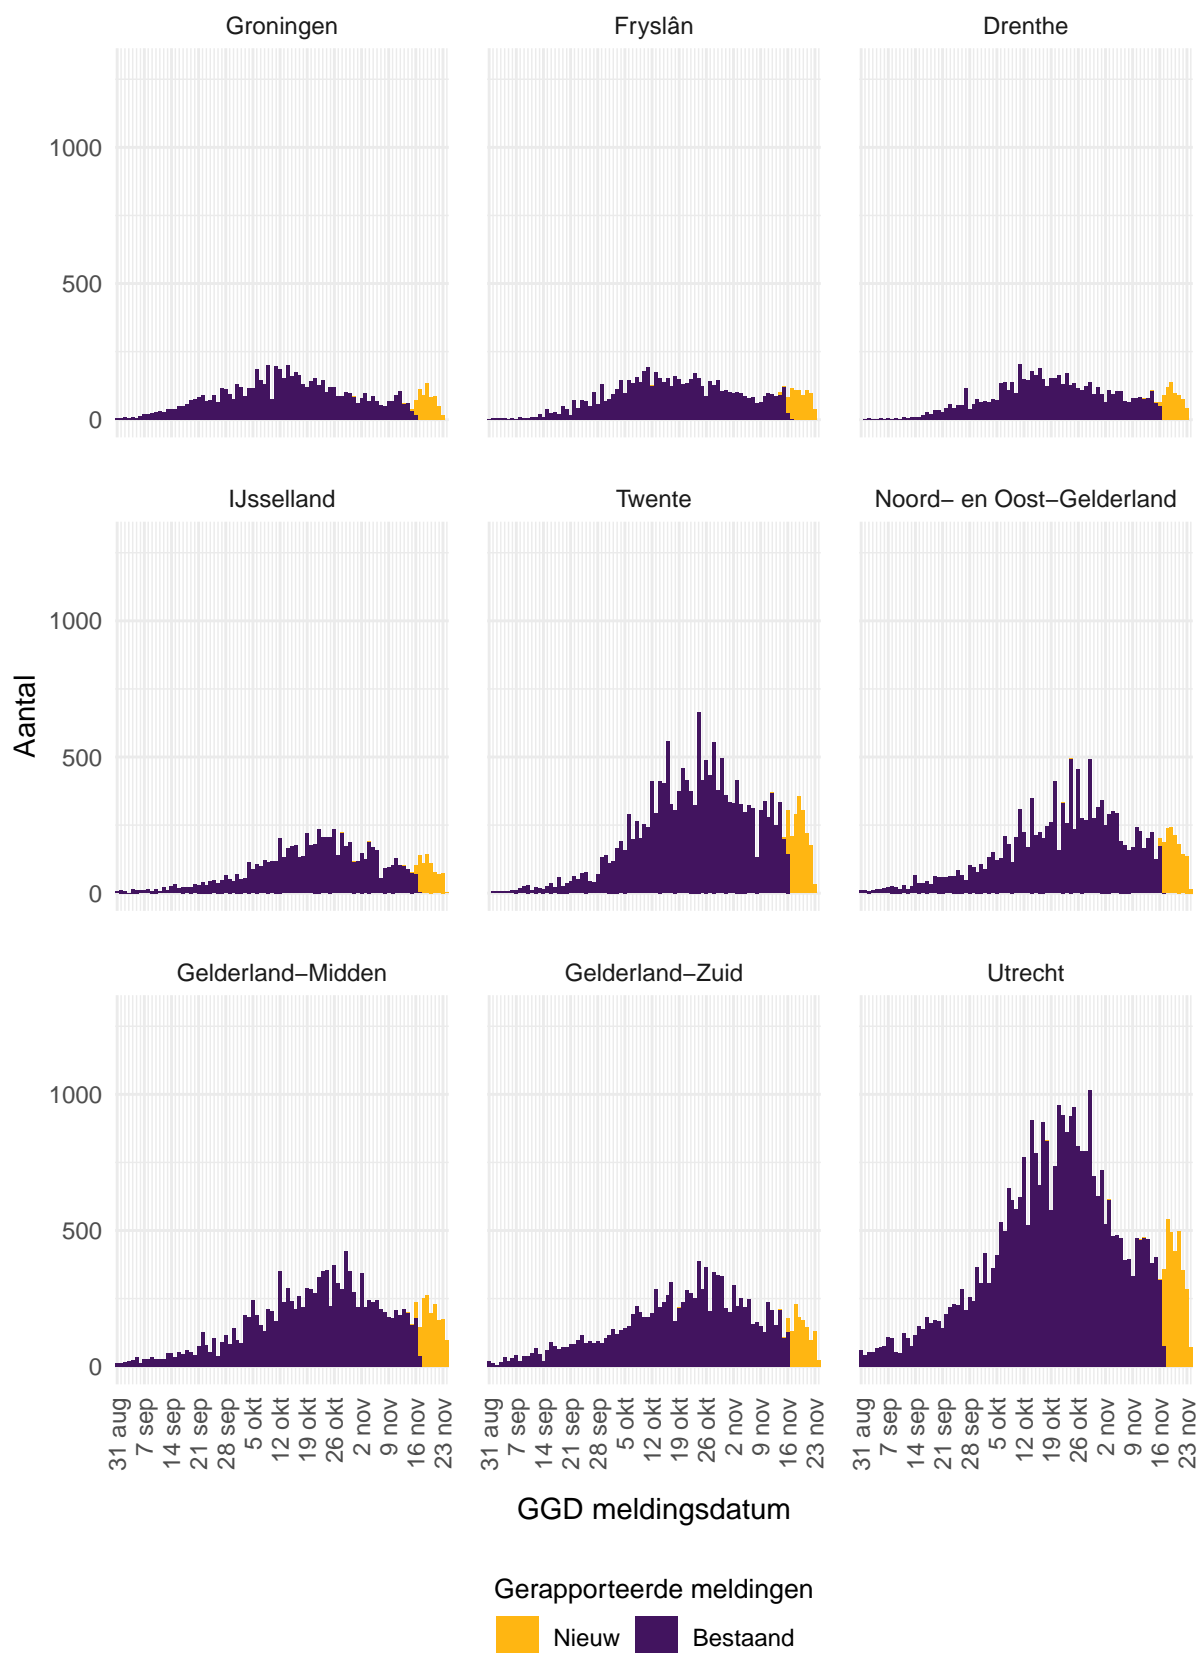 Groningen Fryslân Drenthe
1000
500
0
IJsselland Twente Noord− en Oost−Gelderland
1000
500
0
Aantal
Gelderland−Midden Gelderland−Zuid Utrecht
1000
500
0
31 aug 7 sep 14 sep 21 sep 28 sep 5 okt 12 okt 19 okt 26 okt 2 nov 9 nov 16 nov 23 nov 31 aug 7 sep 14 sep 21 sep 28 sep 5 okt 12 okt 19 okt 26 okt 2 nov 9 nov 16 nov 23 nov 31 aug 7 sep 14 sep 21 sep 28 sep 5 okt 12 okt 19 okt 26 okt 2 nov 9 nov 16 nov 23 nov
GGD meldingsdatum
Gerapporteerde meldingen
Nieuw Bestaand